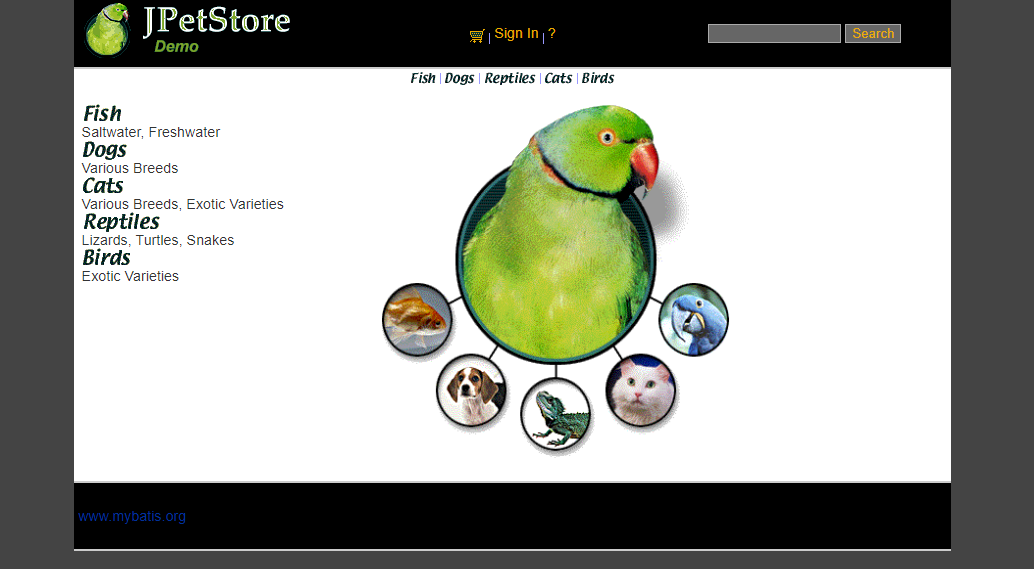 JPetStore
Demo
Sign In ?
Search
Fish Dogs Reptiles Cats Birds
Fish
Saltwater, Freshwater
Dogs
Various Breeds
Cats
Various Breeds, Exotic Varieties
Reptiles
Lizards, Turtles, Snakes
Birds
Exotic Varieties
www.mybatis.org